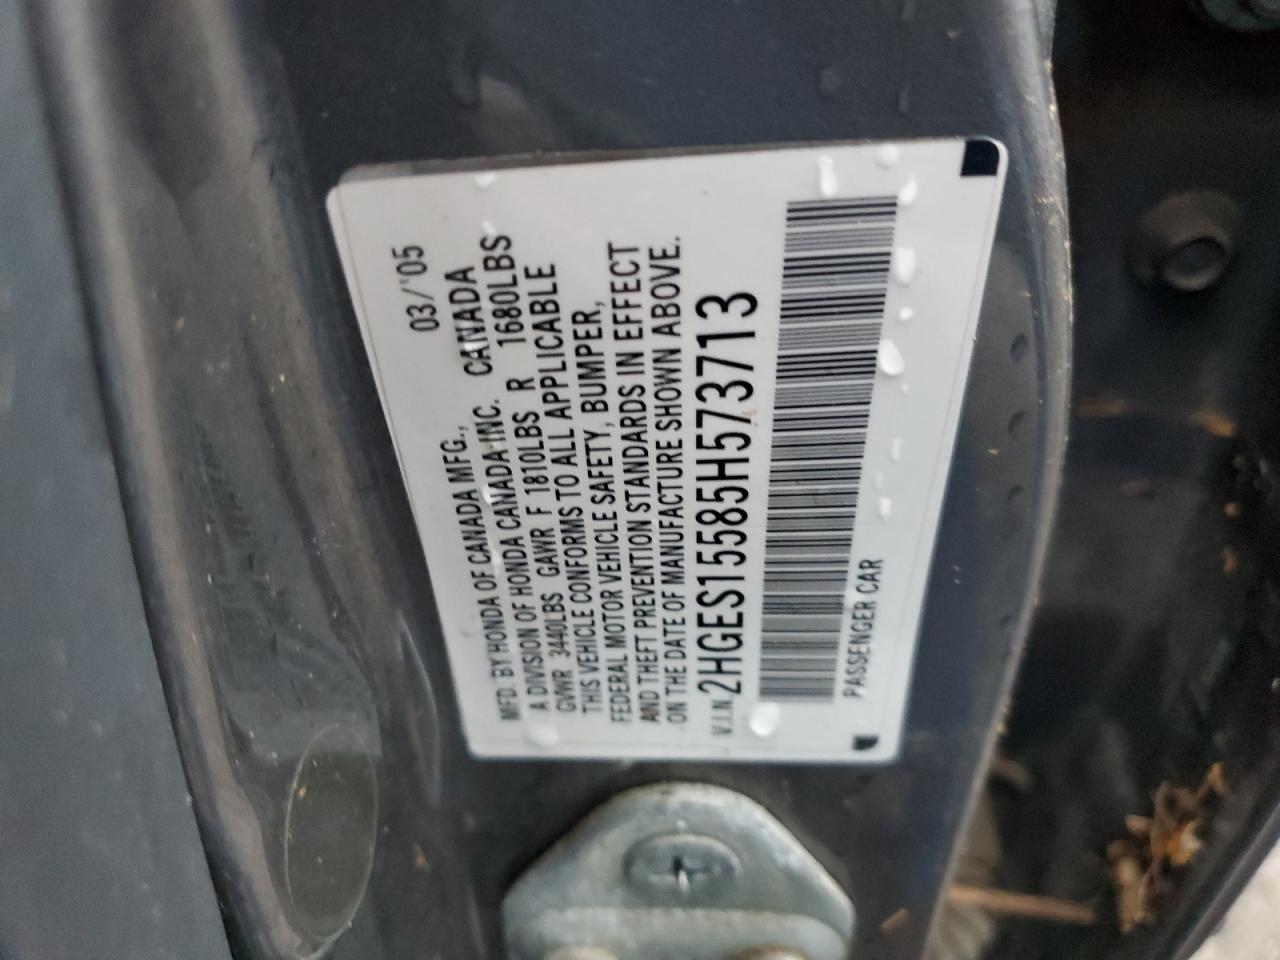 MFD. BY HONDA OF CANADA MFG., 03/'05
A DIVISION OF HONDA CANADA INC. CANADA
GVWR 3440LBS GAWR F 1810LBS R 1680LBS
THIS VEHICLE CONFORMS TO ALL APPLICABLE
FEDERAL MOTOR VEHICLE SAFETY, BUMPER,
AND THEFT PREVENTION STANDARDS IN EFFECT
ON THE DATE OF MANUFACTURE SHOWN ABOVE.
V.I.N. 2HGES15585H573713
PASSENGER CAR